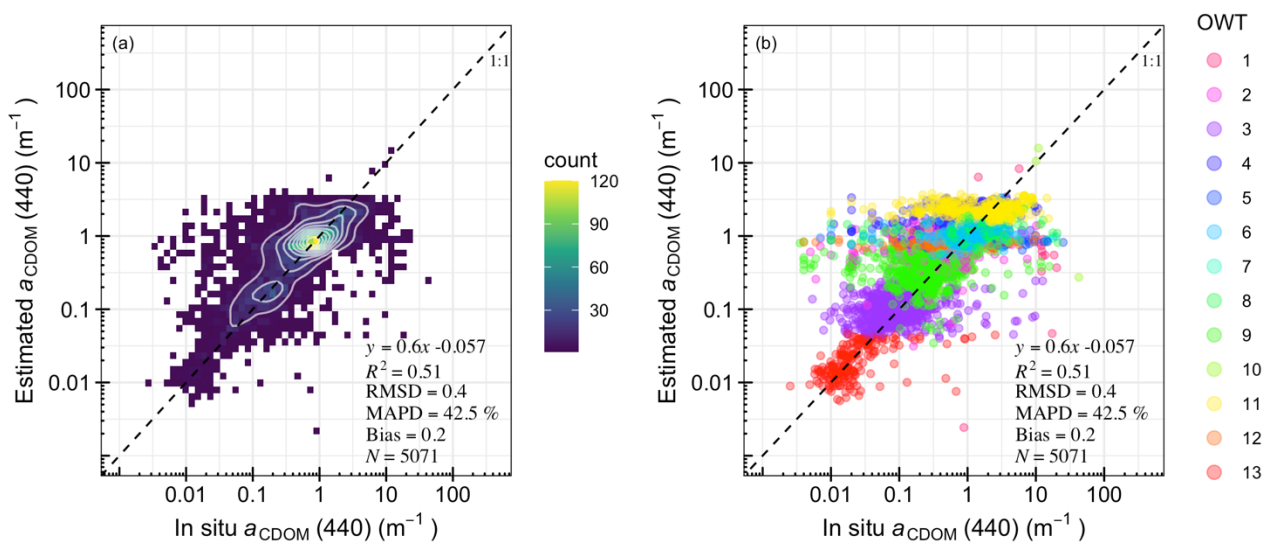 (a)
1:1
100
10
1
0.1
0.01
Estimated aCDOM (440) (m−1)
0.01 0.1 1 10 100
In situ aCDOM (440) (m−1)
y = 0.6x -0.057
R2 = 0.51
RMSD = 0.4
MAPD = 42.5 %
Bias = 0.2
N = 5071
count
120
90
60
30
(b)
1:1
100
10
1
0.1
0.01
Estimated aCDOM (440) (m−1)
0.01 0.1 1 10 100
In situ aCDOM (440) (m−1)
y = 0.6x -0.057
R2 = 0.51
RMSD = 0.4
MAPD = 42.5 %
Bias = 0.2
N = 5071
OWT
1
2
3
4
5
6
7
8
9
10
11
12
13